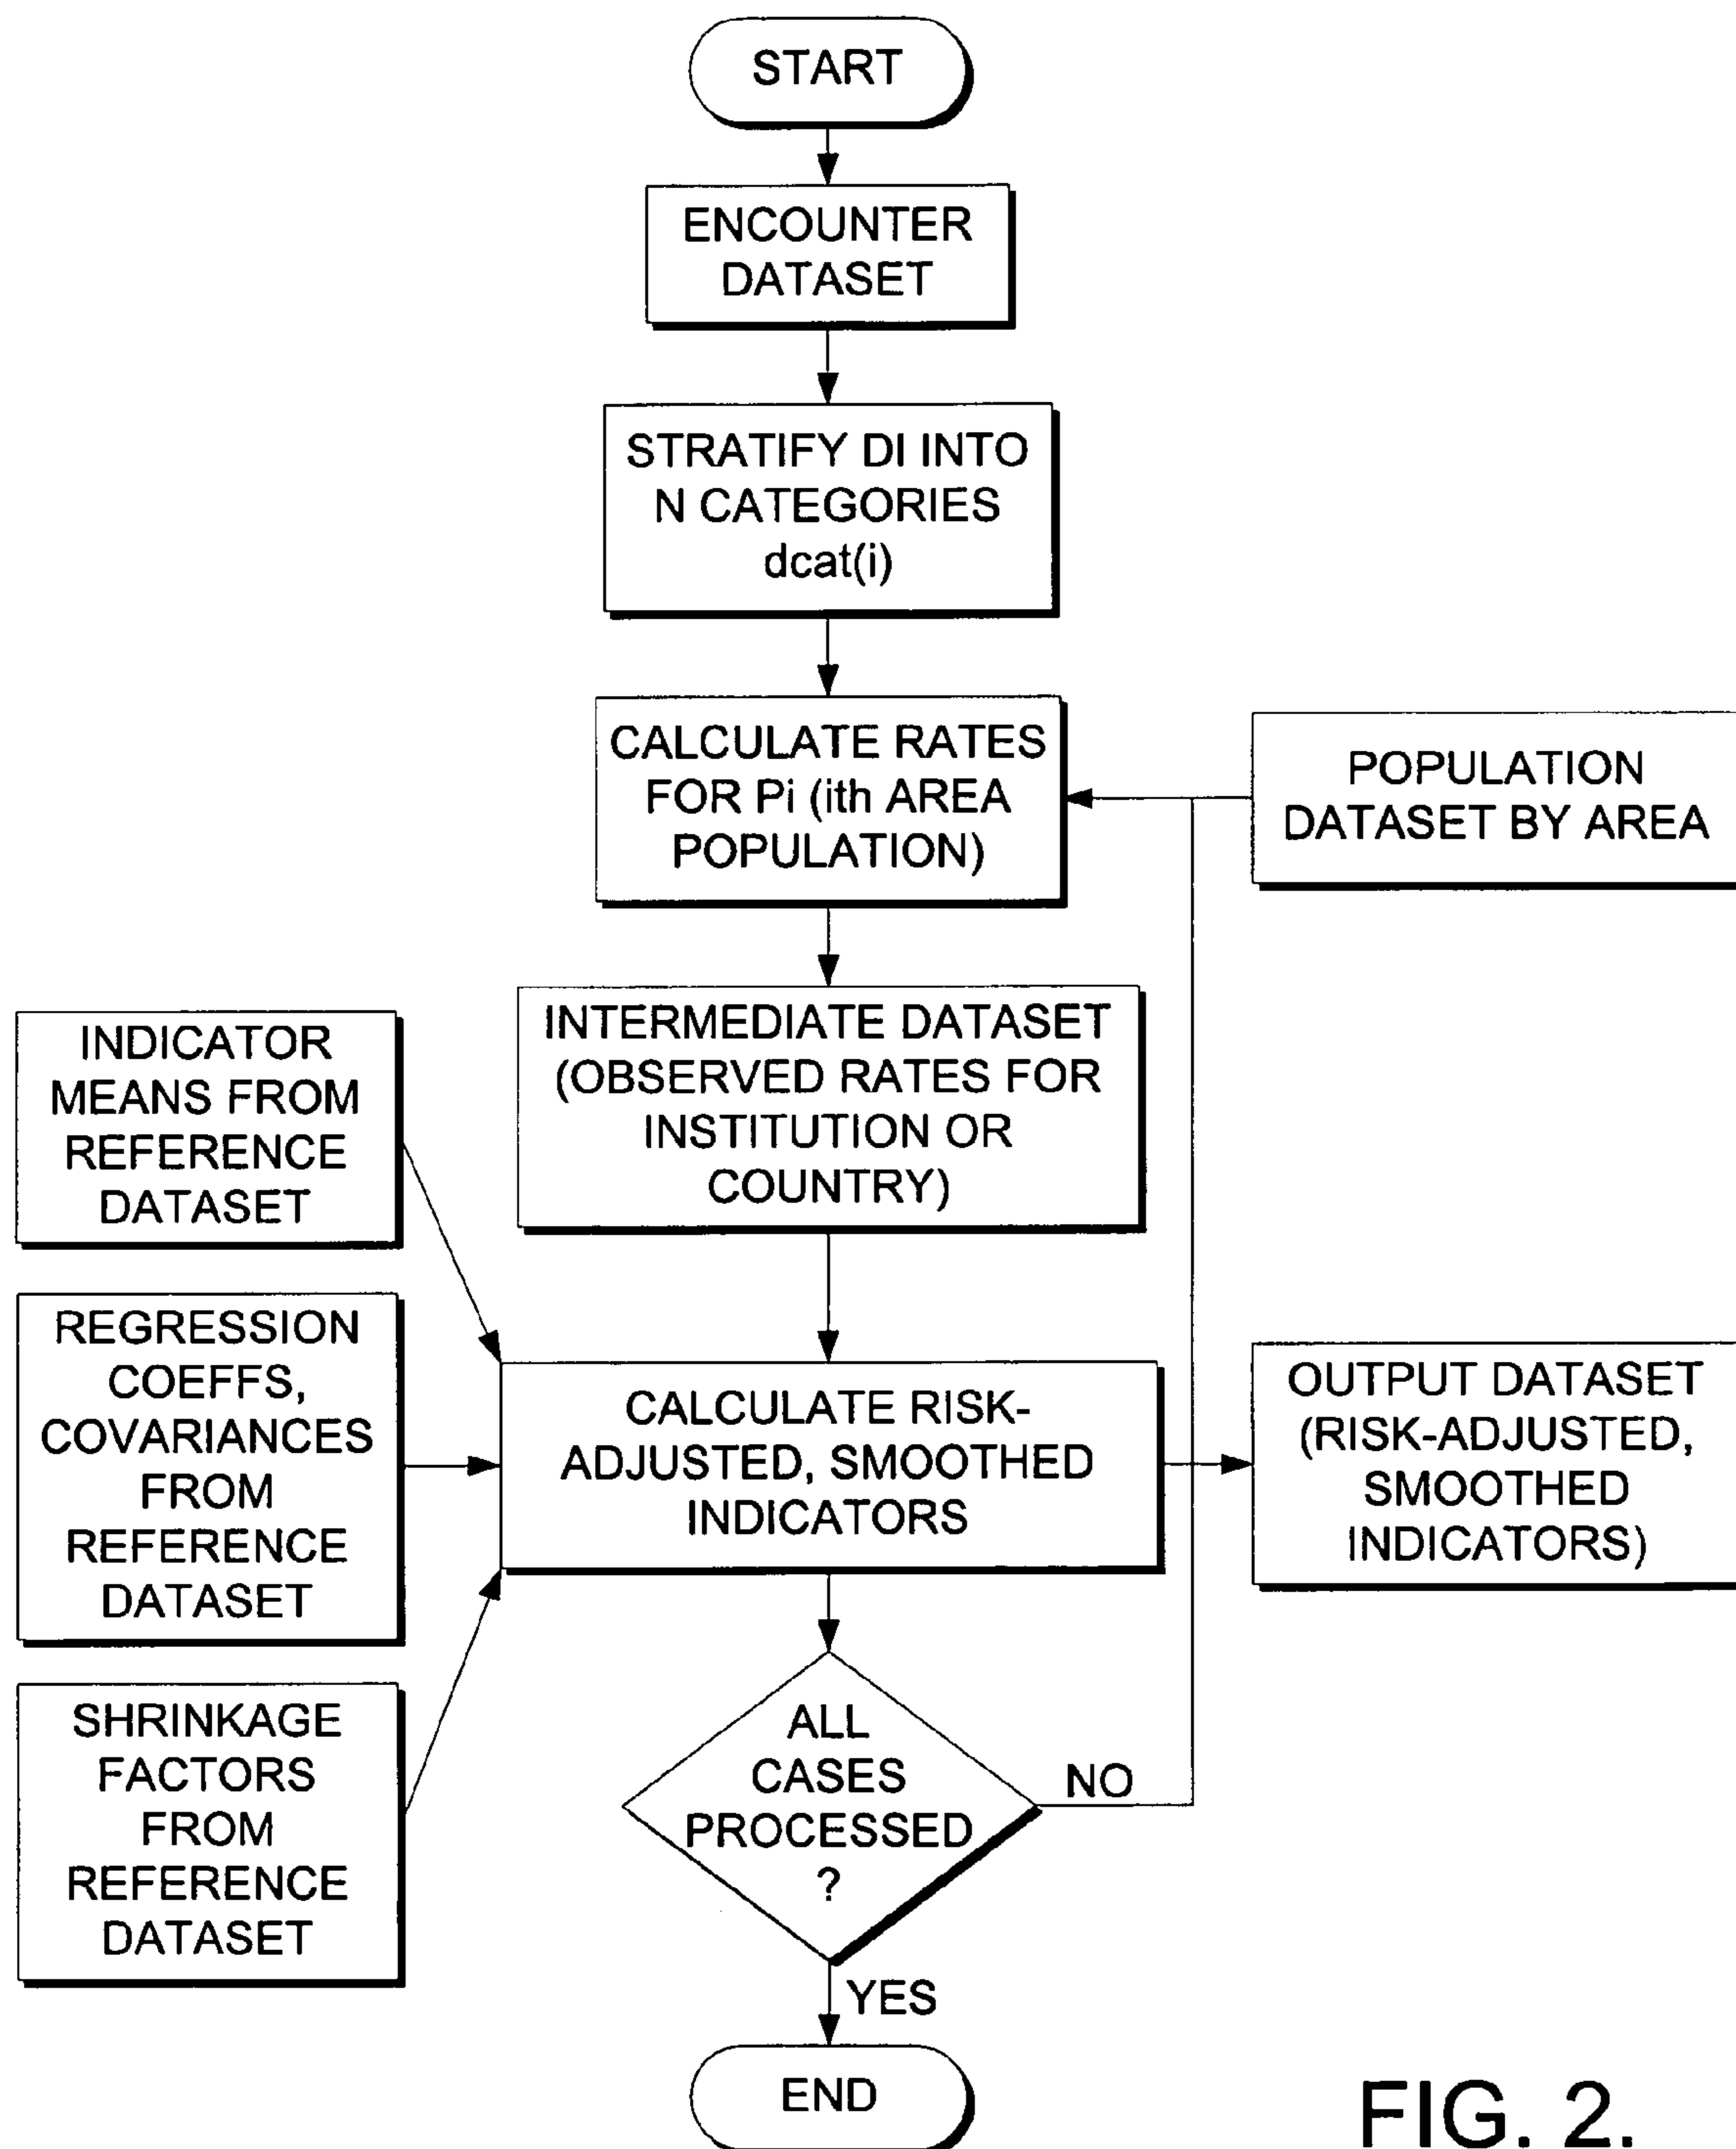 START
ENCOUNTER
DATASET
STRATIFY DI INTO
N CATEGORIES
dcat(i)
CALCULATE RATES
FOR Pi (ith AREA
POPULATION)
POPULATION
DATASET BY AREA
INTERMEDIATE DATASET
(OBSERVED RATES FOR
INSTITUTION OR
COUNTRY)
INDICATOR
MEANS FROM
REFERENCE
DATASET
REGRESSION
COEFFS,
COVARIANCES
FROM
REFERENCE
DATASET
SHRINKAGE
FACTORS
FROM
REFERENCE
DATASET
CALCULATE RISK-
ADJUSTED, SMOOTHED
INDICATORS
OUTPUT DATASET
(RISK-ADJUSTED,
SMOOTHED
INDICATORS)
ALL
CASES
PROCESSED
?
NO
YES
END
FIG. 2.